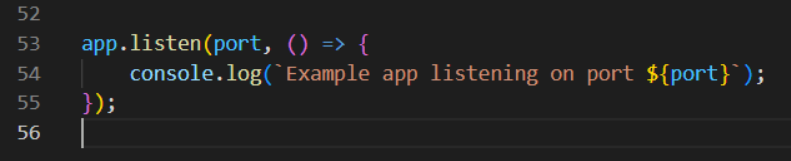 52
53 app.listen(port, () => {
54 console.log(`Example app listening on port ${port}`);
55 });
56